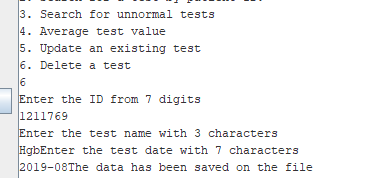 3. Search for unnormal tests
4. Average test value
5. Update an existing test
6. Delete a test
6
Enter the ID from 7 digits
1211769
Enter the test name with 3 characters
HgbEnter the test date with 7 characters
2019-08The data has been saved on the file